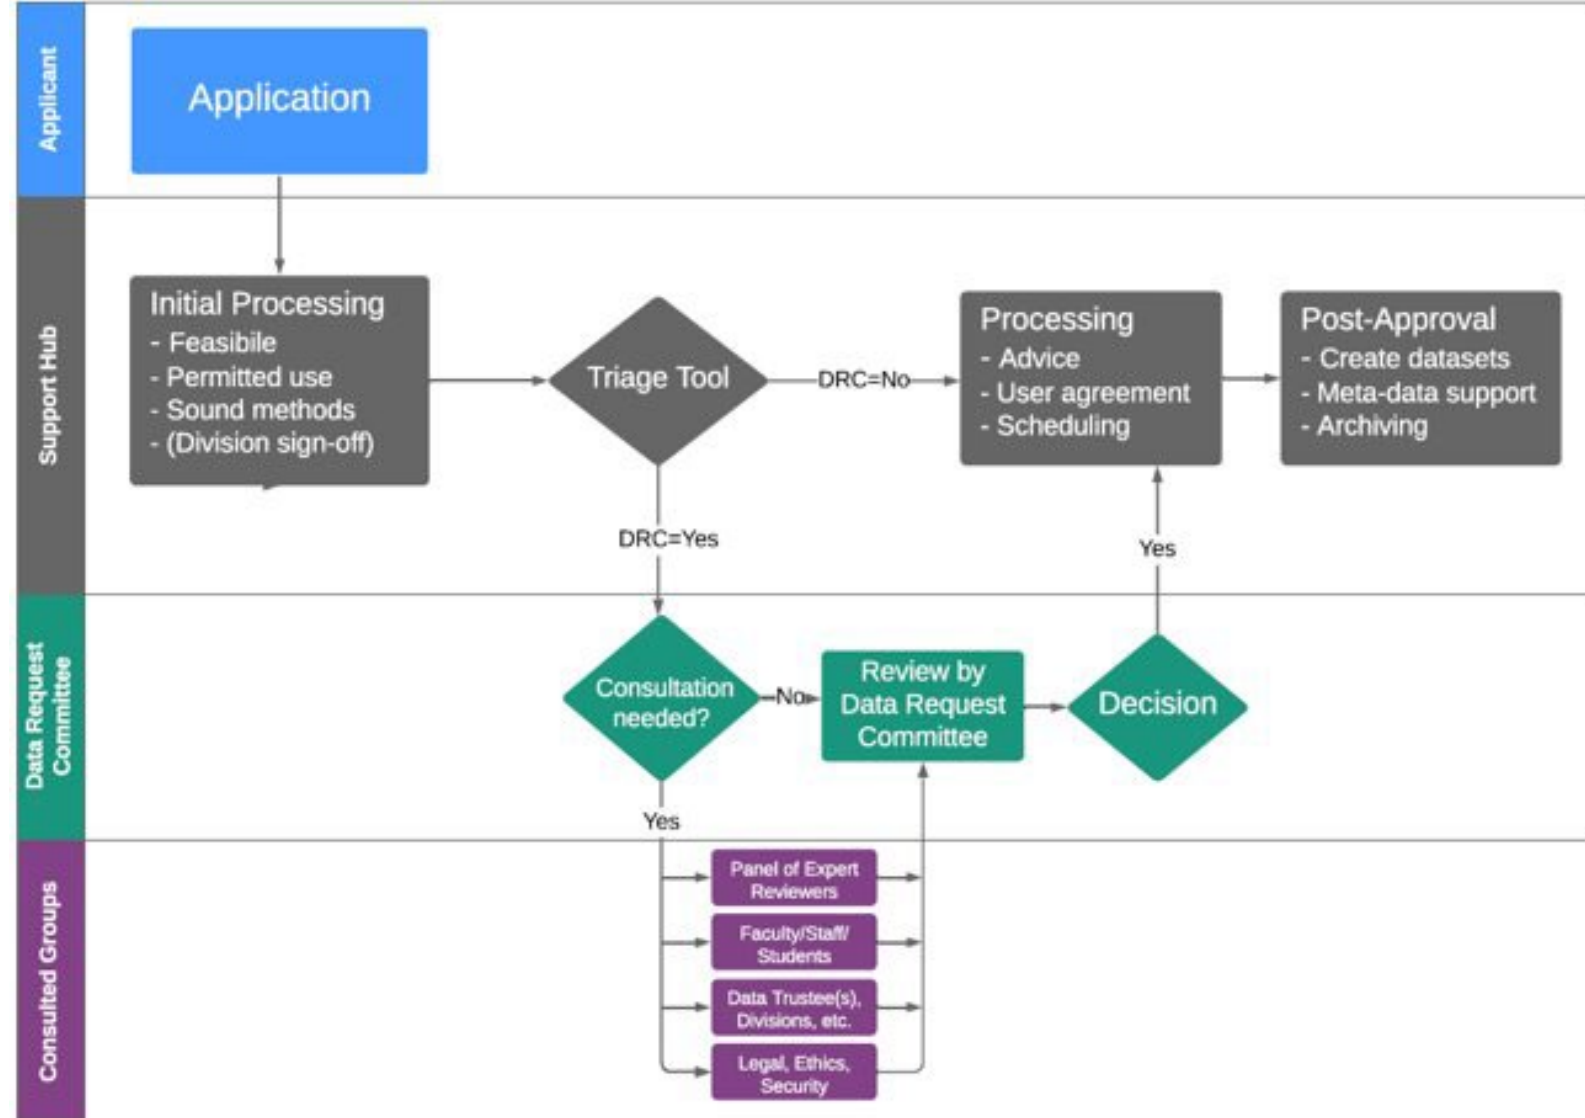 Applicant
Application
Support Hub
Initial Processing
- Feasibile
- Permitted use
- Sound methods
- (Division sign-off)
Triage Tool
DRC=No
Processing
- Advice
- User agreement
- Scheduling
Post-Approval
- Create datasets
- Meta-data support
- Archiving
DRC=Yes
Yes
Data Request
Committee
Consultation
needed?
No
Review by
Data Request
Committee
Decision
Yes
Consulted Groups
Panel of Expert
Reviewers
Faculty/Staff/
Students
Data Trustee(s),
Divisions, etc.
Legal, Ethics,
Security